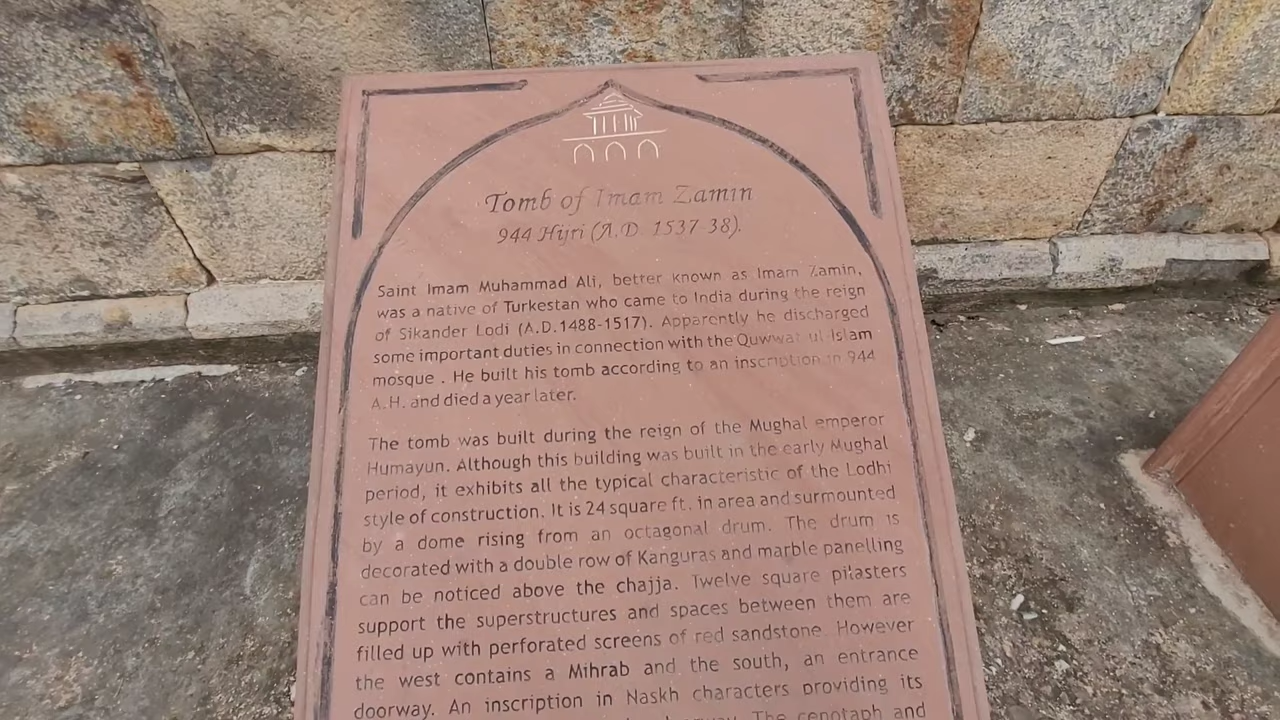 Tomb of Imam Zamin
944 Hijri (A.D. 1537-38).
Saint Imam Muhammad Ali, better known as Imam Zamin,
was a native of Turkestan who came to India during the reign
of Sikander Lodi (A.D.1488-1517). Apparently he discharged
some important duties in connection with the Quwwat ul-Islam
mosque . He built his tomb according to an inscription in 944
A.H. and died a year later.
The tomb was built during the reign of the Mughal emperor
Humayun. Although this building was built in the early Mughal
period, it exhibits all the typical characteristic of the Lodhi
style of construction. It is 24 square ft. in area and surmounted
by a dome rising from an octagonal drum. The drum is
decorated with a double row of Kanguras and marble panelling
can be noticed above the chajja. Twelve square pilasters
support the superstructures and spaces between them are
filled up with perforated screens of red sandstone. However
the west contains a Mihrab and the south, an entrance
doorway. An inscription in Naskh characters providing its
The cenotaph and